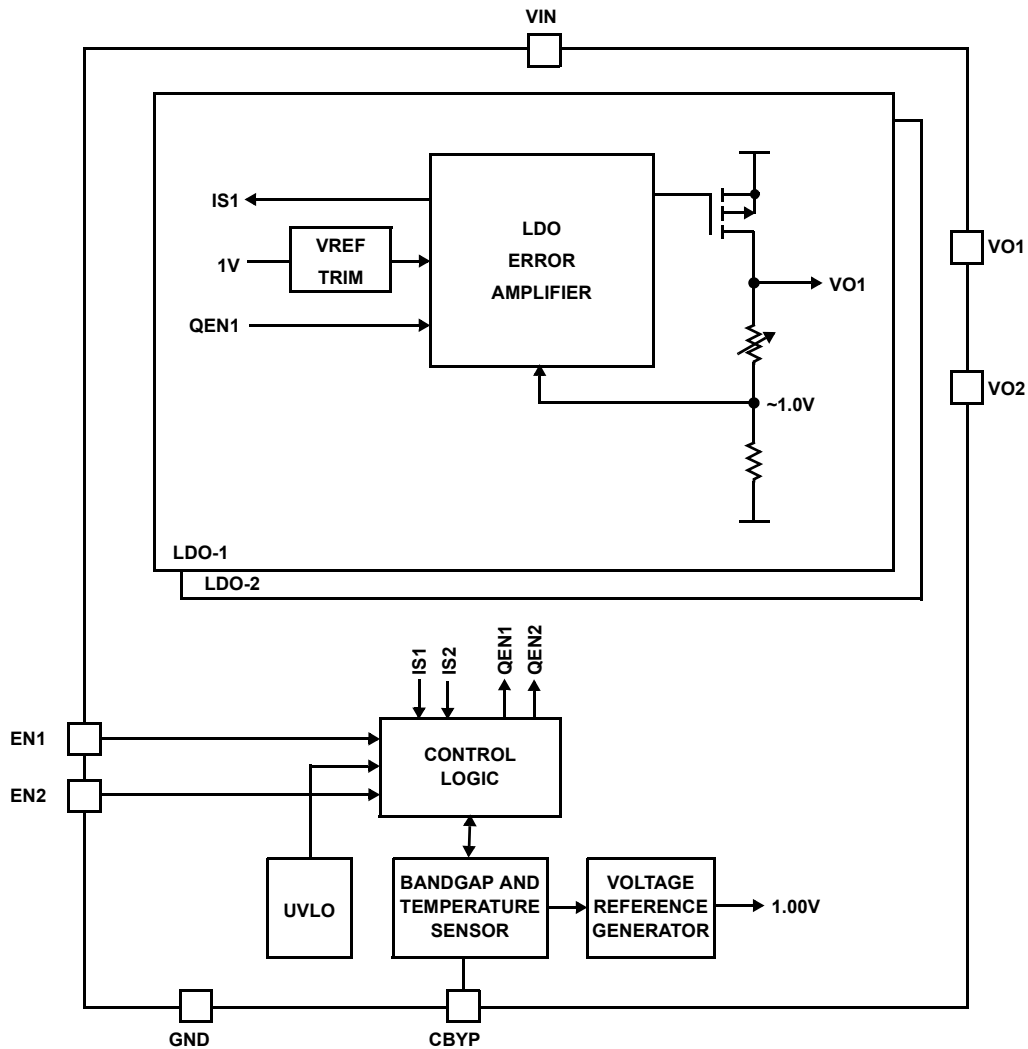 VIN
IS1
VREF
TRIM
1V
QEN1
LDO
ERROR
AMPLIFIER
VO1
~1.0V
VO1
VO2
LDO-1
LDO-2
IS1
IS2
QEN1
QEN2
EN1
EN2
CONTROL
LOGIC
UVLO
BANDGAP AND
TEMPERATURE
SENSOR
VOLTAGE
REFERENCE
GENERATOR
1.00V
GND
CBYP